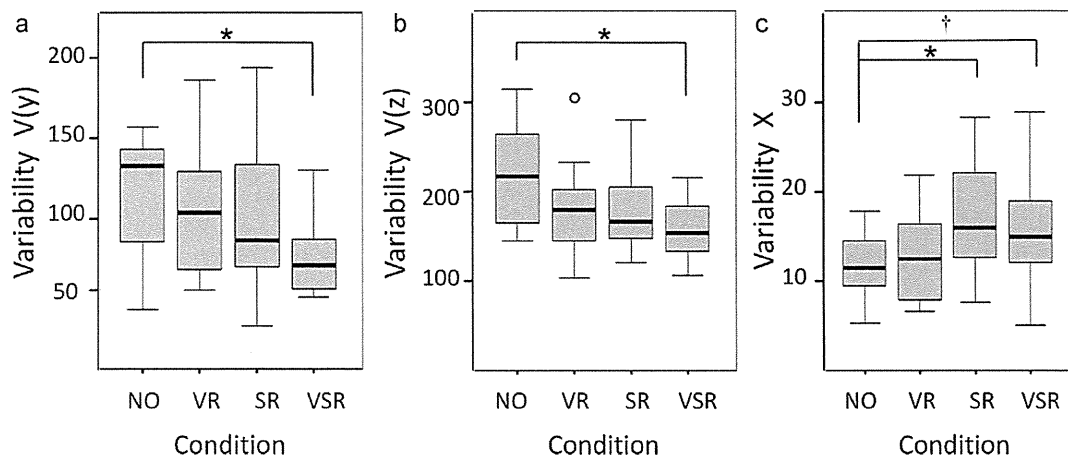 a
*
200
150
100
50
Variability V(y)
NO VR SR VSR
Condition
b
*
300
200
100
Variability V(z)
NO VR SR VSR
Condition
c
†
*
30
20
10
Variability X
NO VR SR VSR
Condition